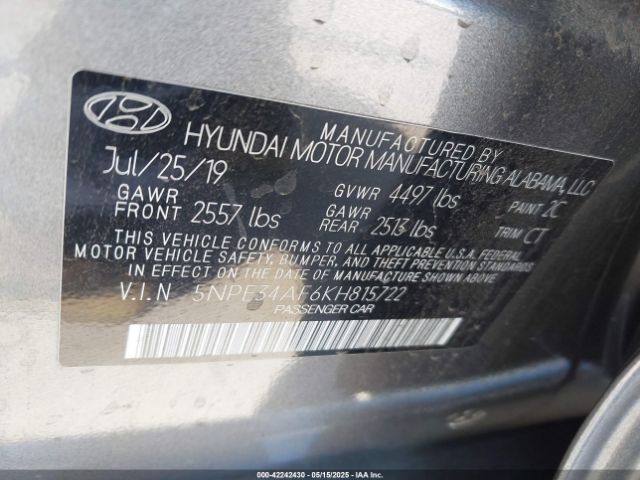 MANUFACTURED BY
HYUNDAI MOTOR MANUFACTURING ALABAMA, LLC
Jul/25/19
GVWR 4497 lbs
PAINT 2C
GAWR FRONT 2557 lbs
GAWR REAR 2513 lbs
TRIM CT
THIS VEHICLE CONFORMS TO ALL APPLICABLE U.S.A. FEDERAL
MOTOR VEHICLE SAFETY, BUMPER, AND THEFT PREVENTION STANDARDS
IN EFFECT ON THE DATE OF MANUFACTURE SHOWN ABOVE
V.I.N 5NPE34AF6KH815722
PASSENGER CAR
000 - 42242430 - 05/15/2025 - IAA Inc. (C)